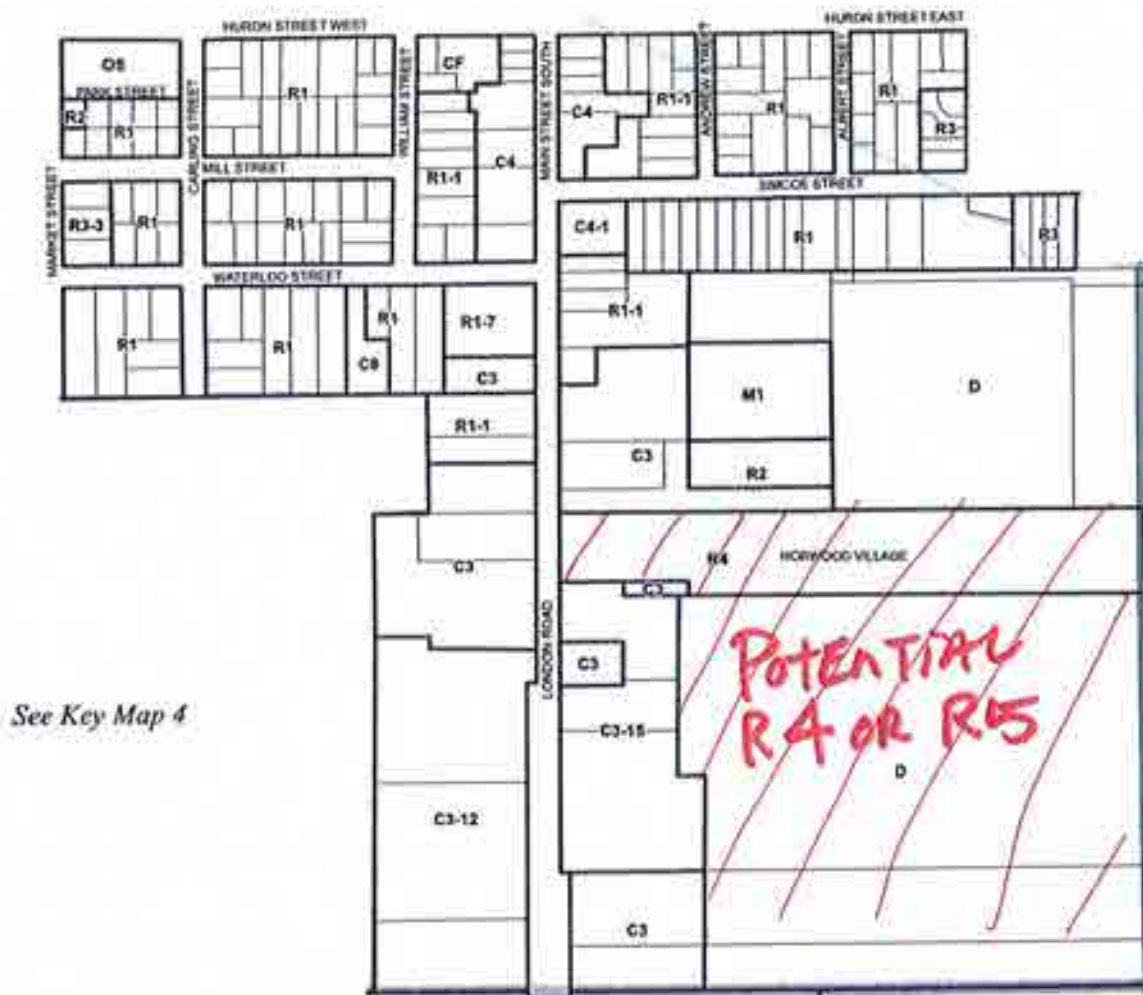 HURON STREET WEST
HURON STREET EAST
OS
PARK STREET
R2
R1
CARLING STREET
R1
WILLIAM STREET
CF
C4
R1-1
MAIN STREET SOUTH
C4
R1-1
ANDREW STREET
R1
ALBERT STREET
R1
R3
MILL STREET
SIMCOE STREET
MARKET STREET
R3-3
R1
R1
C4-1
R1
R3
WATERLOO STREET
R1
R1
R1
C8
R1-7
C3
R1-1
M1
D
R1-1
C3
R2
C3
R4
HORWOOD VILLAGE
C3
LONDON ROAD
C3
POTENTIAL
R4 OR R5
See Key Map 4
C3-15
D
C3-12
C3